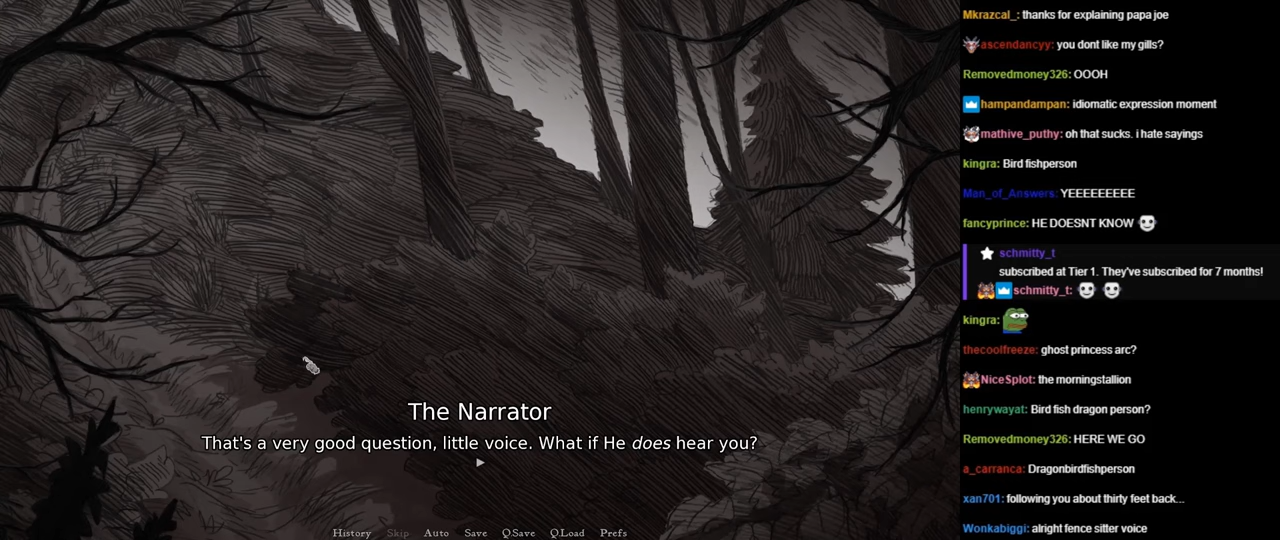 The Narrator
That's a very good question, little voice. What if He does hear you?
History Skip Auto Save QSave QLoad Prefs
Mkrazcal_: thanks for explaining papa joe
ascendancyy: you dont like my gills?
Removedmoney326: OOOH
hampandampan: idiomatic expression moment
mathive_puthy: oh that sucks. i hate sayings
kingra: Bird fishperson
Man_of_Answers: YEEEEEEEEE
fancyprince: HE DOESNT KNOW
schmitty_t
subscribed at Tier 1. They've subscribed for 7 months!
schmitty_t:
kingra:
thecoolfreeze: ghost princess arc?
NiceSplot: the morningstallion
henrywayat: Bird fish dragon person?
Removedmoney326: HERE WE GO
a_carranca: Dragonbirdfishperson
xan701: following you about thirty feet back...
Wonkabiggi: alright fence sitter voice